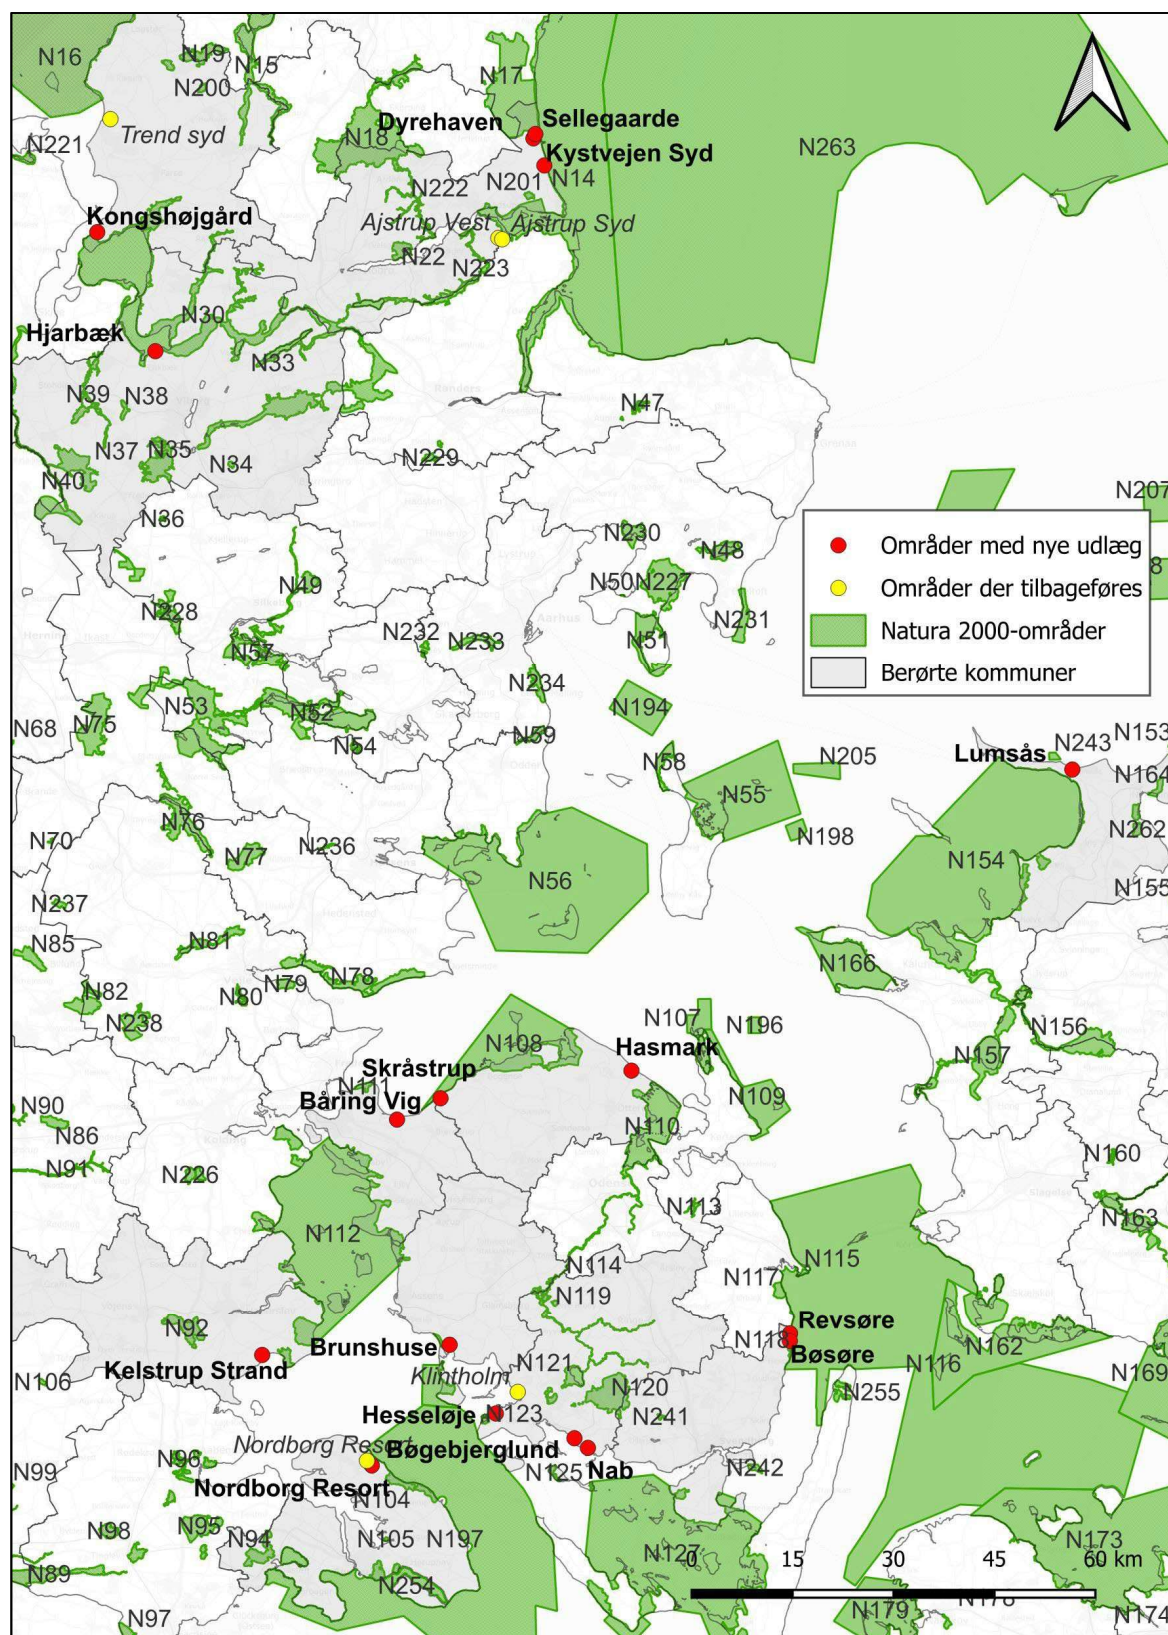 N16
N19
N15
N200
N17
Trend syd
N221
N18
Dyrehaven
Sellegaarde
N263
Kystvejen Syd
N222
N201
N14
Kongshøjgård
Ajstrup Vest
Ajstrup Syd
N22
N223
N30
Hjarbæk
N33
N39
N38
N47
N37
N35
N34
N229
N40
N36
N207
N230
N48
Områder med nye udlæg
Områder der tilbageføres
Natura 2000-områder
Berørte kommuner
N49
N50
N227
8
N228
N231
N232
N233
N51
N57
N234
N53
N52
N194
N68
N75
N54
N59
N58
N205
Lumsås
N243
N153
N164
N55
N76
N70
N77
N236
N198
N262
N154
N56
N155
N237
N85
N81
N166
N82
N79
N78
N80
N238
N107
N196
N156
N108
Hasmark
N157
Skråstrup
N111
Båring Vig
N109
N90
N86
N110
N91
N226
N160
N113
N163
N112
N114
N115
N117
N119
N92
Brunshuse
N118
Revsøre
Bøsøre
N162
Kelstrup Strand
Klintholm
N121
N116
N169
N106
N120
N255
Hesseløje
N123
N241
Nordborg Resort
Bøgebjerglund
N96
N99
N125
Nab
N242
Nordborg Resort
N104
N98
N95
N94
N105
N197
N127
N173
0 15 30 45 60 km
N89
N254
N97
N179
N178
N174